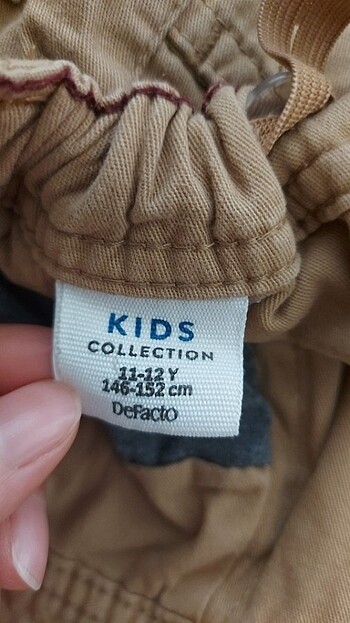 KIDS
COLLECTION
11-12 Y
146-152 cm
DeFacto